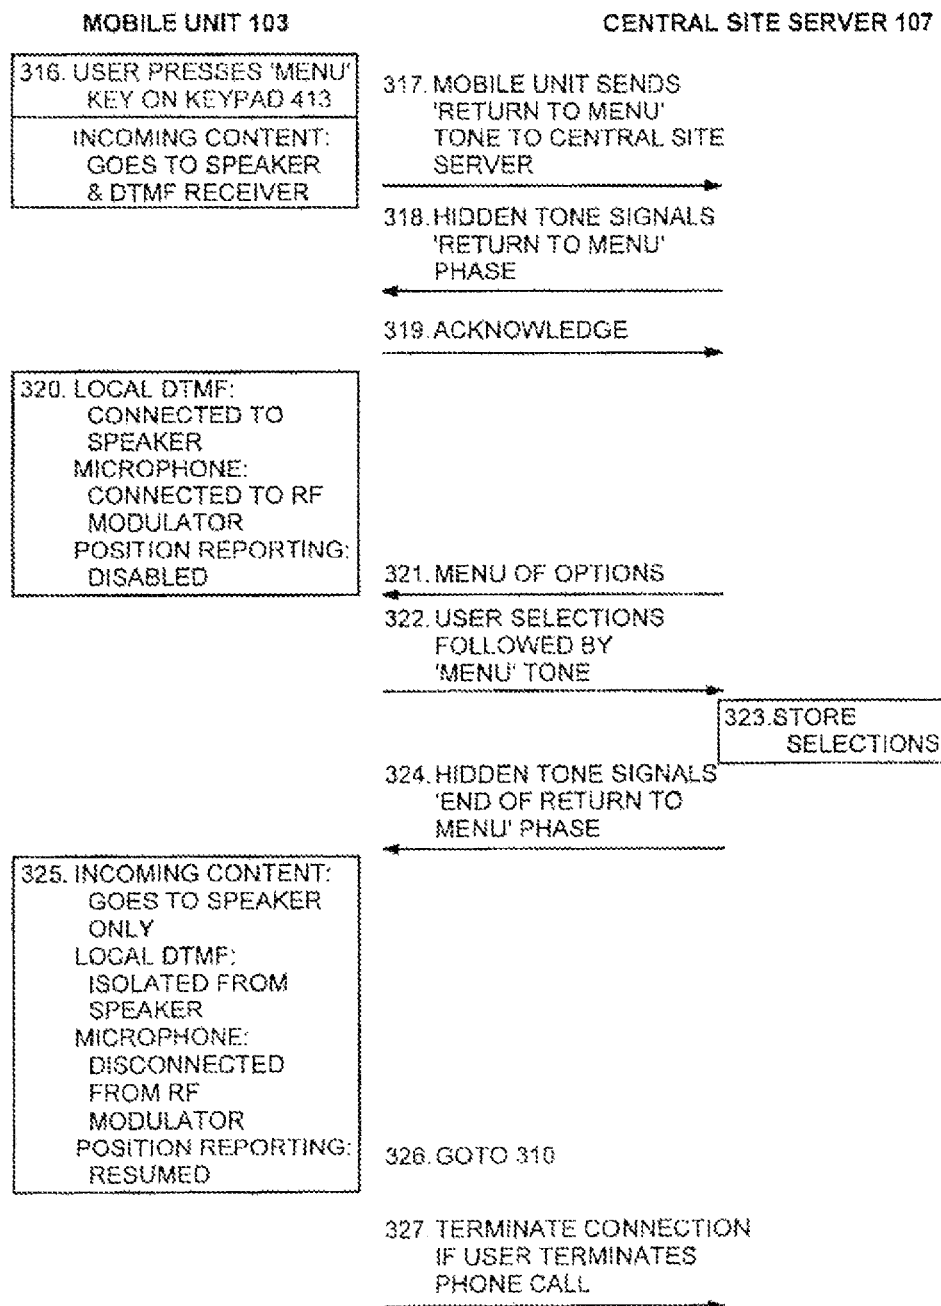 MOBILE UNIT 103
CENTRAL SITE SERVER 107
316. USER PRESSES 'MENU'
KEY ON KEYPAD 413
INCOMING CONTENT:
GOES TO SPEAKER
& DTMF RECEIVER
317. MOBILE UNIT SENDS
'RETURN TO MENU'
TONE TO CENTRAL SITE
SERVER
318. HIDDEN TONE SIGNALS
'RETURN TO MENU'
PHASE
319. ACKNOWLEDGE
320. LOCAL DTMF:
CONNECTED TO
SPEAKER
MICROPHONE:
CONNECTED TO RF
MODULATOR
POSITION REPORTING:
DISABLED
321. MENU OF OPTIONS
322. USER SELECTIONS
FOLLOWED BY
'MENU' TONE
323. STORE
SELECTIONS
324. HIDDEN TONE SIGNALS
'END OF RETURN TO
MENU' PHASE
325. INCOMING CONTENT:
GOES TO SPEAKER
ONLY
LOCAL DTMF:
ISOLATED FROM
SPEAKER
MICROPHONE:
DISCONNECTED
FROM RF
MODULATOR
POSITION REPORTING:
RESUMED
326. GOTO 310
327. TERMINATE CONNECTION
IF USER TERMINATES
PHONE CALL